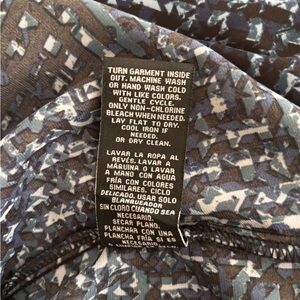 TURN GARMENT INSIDE
OUT. MACHINE WASH
OR HAND WASH COLD
WITH LIKE COLORS.
GENTLE CYCLE.
ONLY NON-CHLORINE
BLEACH WHEN NEEDED.
LAY FLAT TO DRY.
COOL IRON IF
NEEDED.
OR DRY CLEAN.
LAVAR LA ROPA AL
REVÉS. LAVAR A
MÁQUINA O LAVAR
A MANO CON AGUA
FRÍA CON COLORES
SIMILARES. CICLO
DELICADO. USAR SOLO
BLANQUEADOR
SIN CLORO CUANDO SEA
NECESARIO.
SECAR PLANO.
PLANCHAR CON UNA
PLANCHA FRÍA SI ES